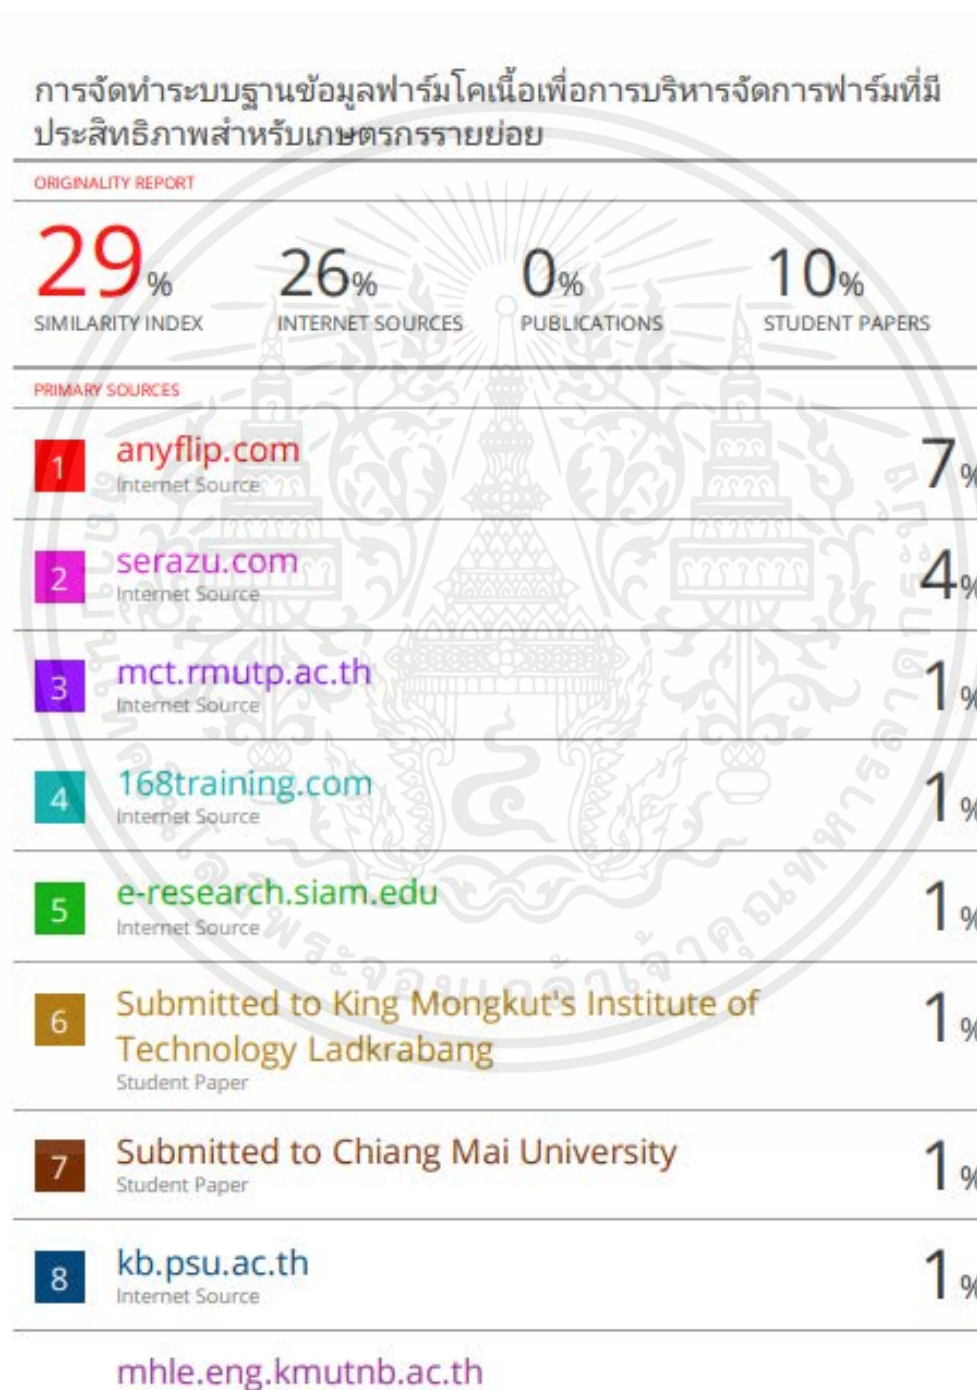 การจัดทำระบบฐานข้อมูลฟาร์มโคเนื้อเพื่อการบริหารจัดการฟาร์มที่มี
ประสิทธิภาพสำหรับเกษตรกรรายย่อย
ORIGINALITY REPORT
29% 26% 0% 10%
SIMILARITY INDEX INTERNET SOURCES PUBLICATIONS STUDENT PAPERS
PRIMARY SOURCES
1 anyflip.com 7%
Internet Source
2 serazu.com 4%
Internet Source
3 mct.rmutp.ac.th 1%
Internet Source
4 168training.com 1%
Internet Source
5 e-research.siam.edu 1%
Internet Source
6 Submitted to King Mongkut's Institute of 1%
Technology Ladkrabang
Student Paper
7 Submitted to Chiang Mai University 1%
Student Paper
8 kb.psu.ac.th 1%
Internet Source
mhle.eng.kmutnb.ac.th